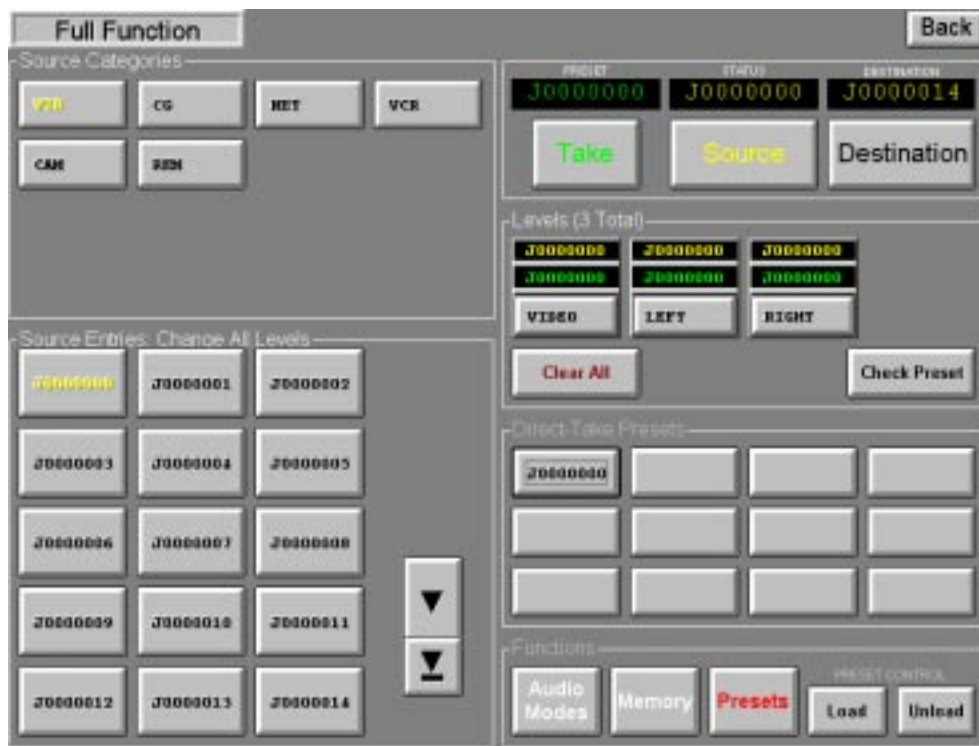 Full Function
Back
Source Categories
VTR CG NET VCR
CAM REM
PRESET STATUS DESTINATION
J0000000 J0000000 J0000014
Take Source Destination
Levels (3 Total)
J0000000 J0000000 J0000000
J0000000 J0000000 J0000000
VIDEO LEFT RIGHT
Clear All Check Preset
Source Entries: Change All Levels
J0000000 J0000001 J0000002
J0000003 J0000004 J0000005
J0000006 J0000007 J0000008
J0000009 J0000010 J0000011
J0000012 J0000013 J0000014
Direct-Take Presets
J0000000
Functions
Audio Modes
Memory
Presets
PRESET CONTROL
Load Unload